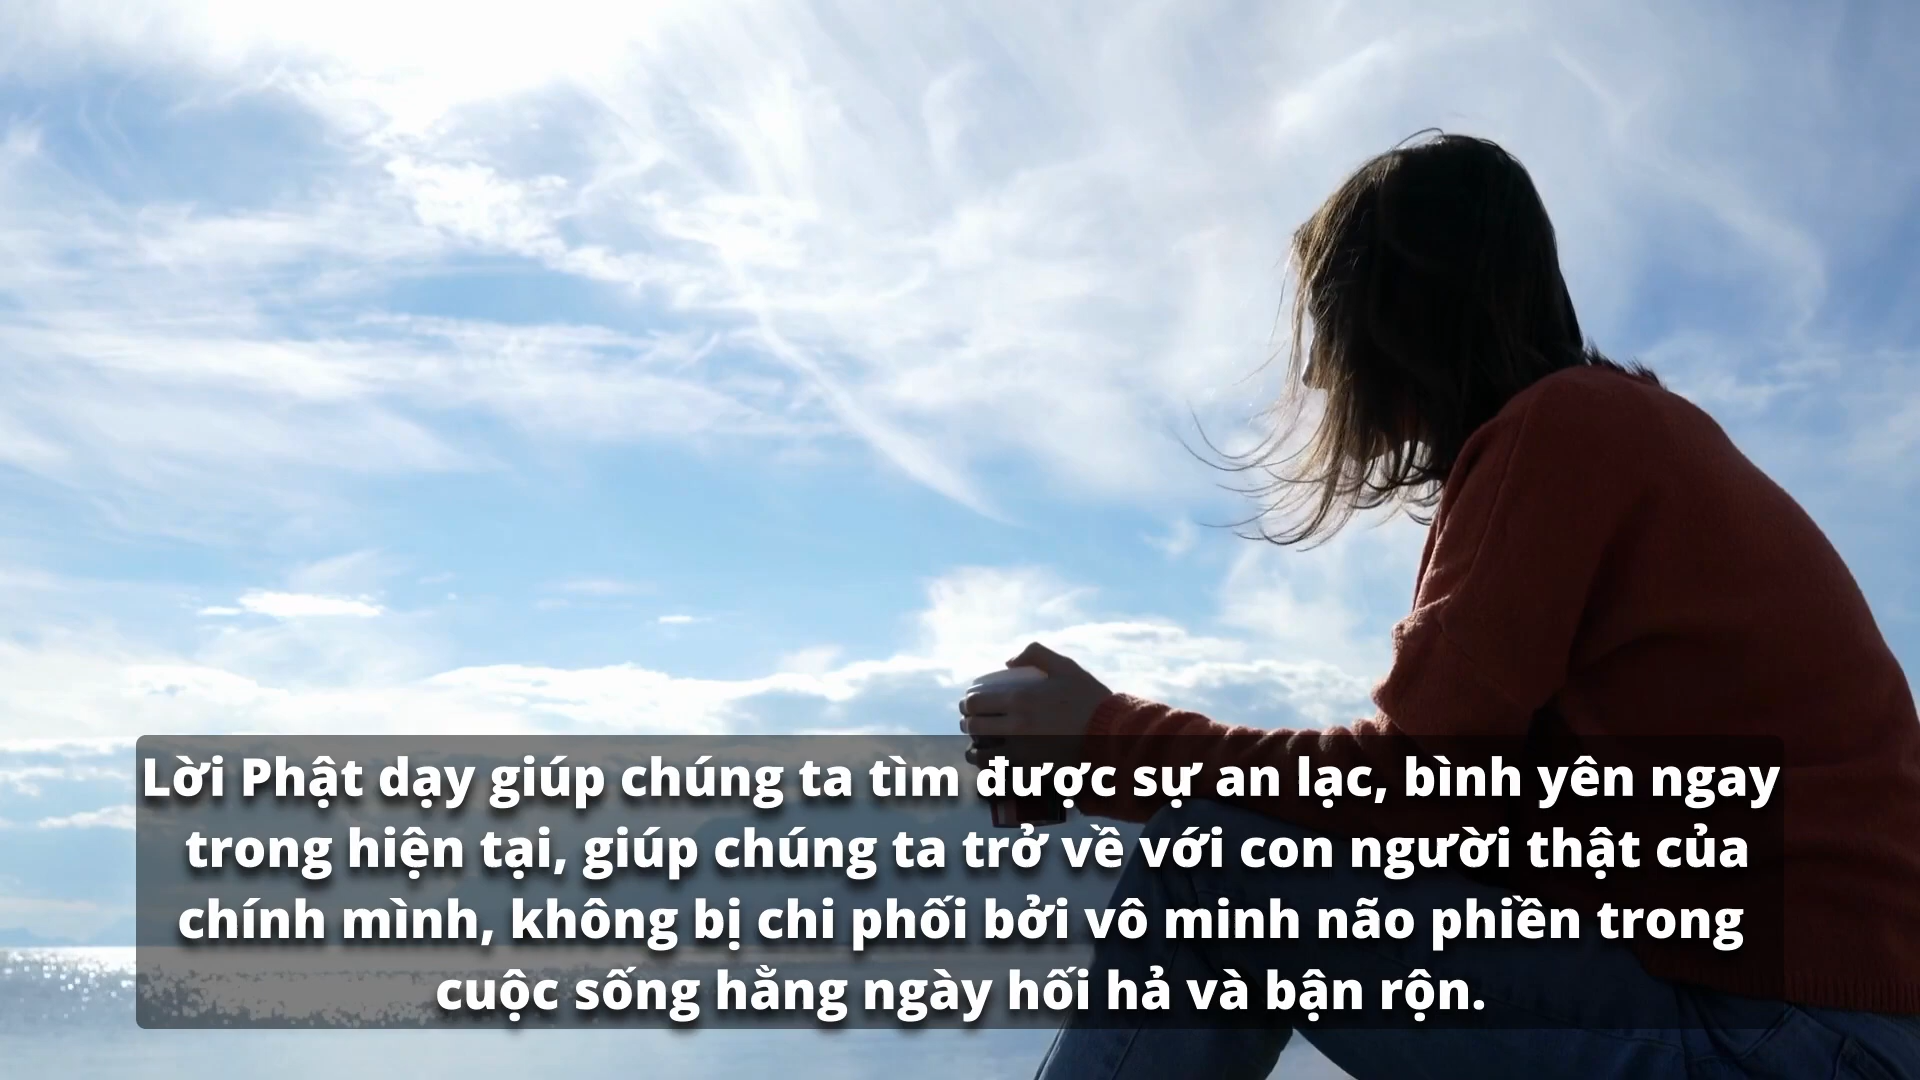 Lời Phật dạy giúp chúng ta tìm được sự an lạc, bình yên ngay
trong hiện tại, giúp chúng ta trở về với con người thật của
chính mình, không bị chi phối bởi vô minh não phiền trong
cuộc sống hằng ngày hối hả và bận rộn.